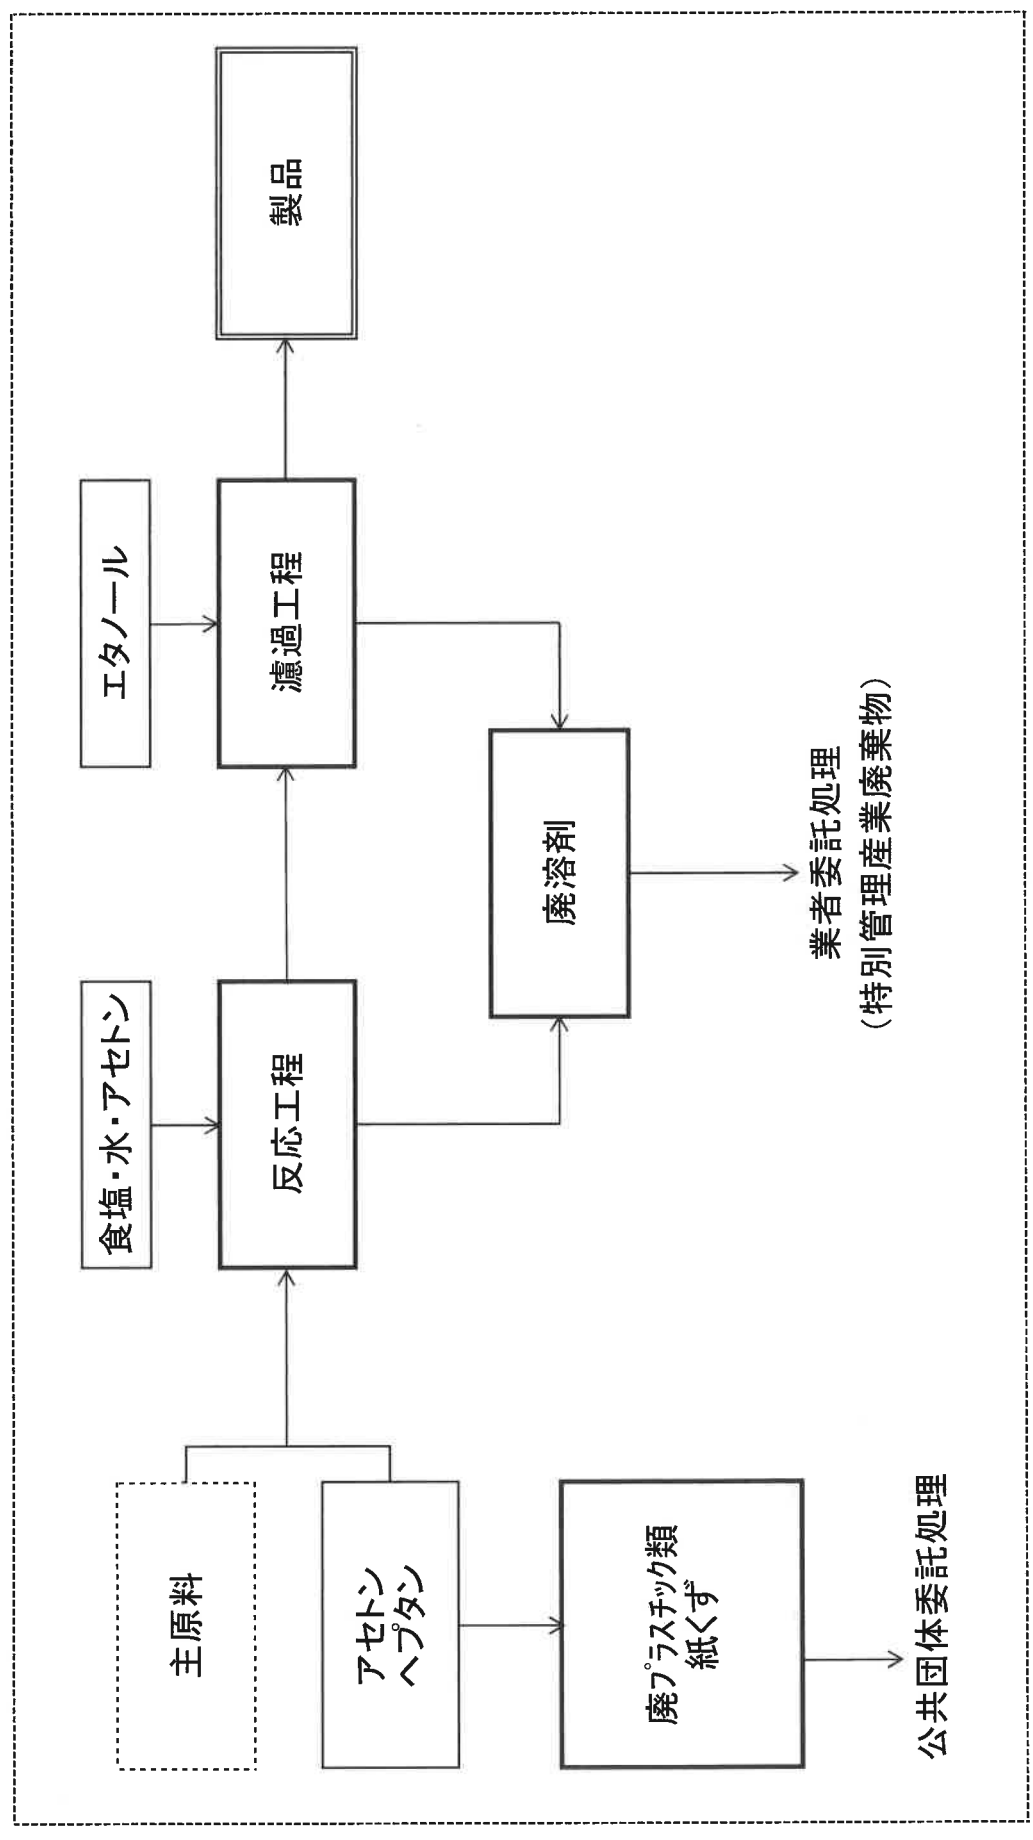 主原料
アセトン
ヘプタン
廃プラスチック類
紙くず
公共団体委託処理
食塩・水・アセトン
反応工程
エタノール
濾過工程
廃溶剤
業者委託処理
(特別管理産業廃棄物)
製品